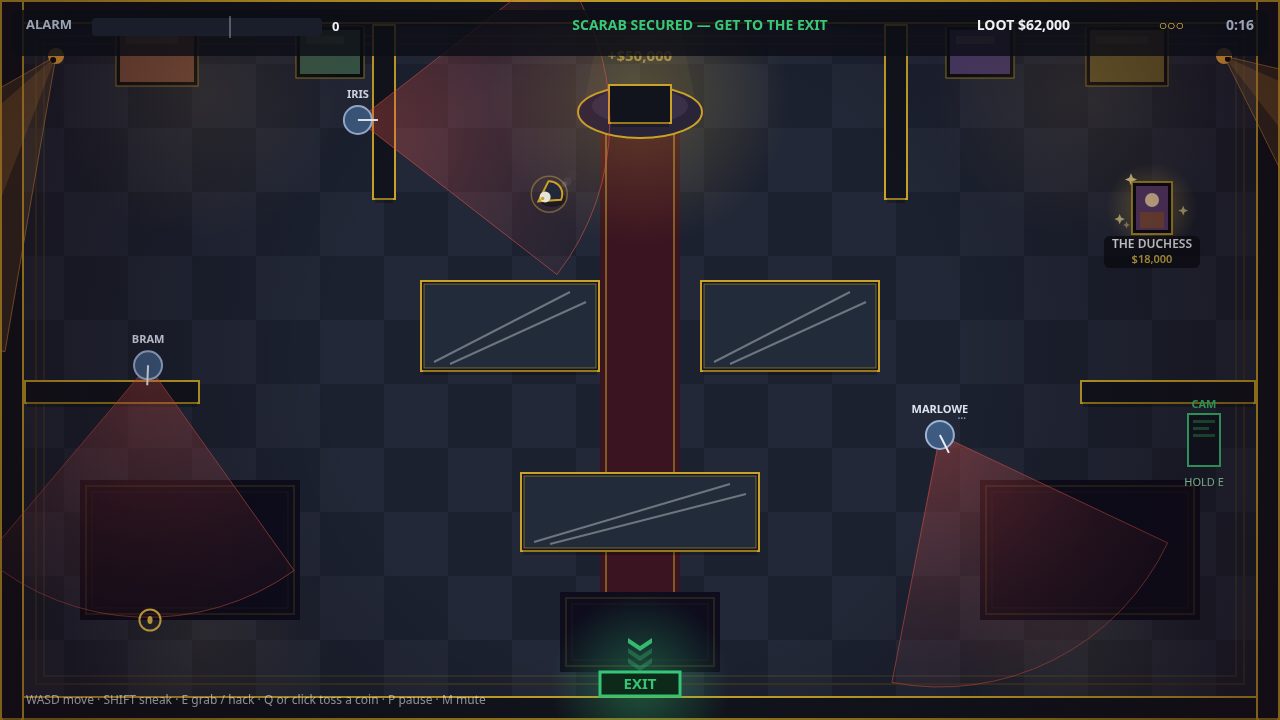 ALARM
0
SCARAB SECURED — GET TO THE EXIT
LOOT $62,000
0:16
+$50,000
IRIS
THE DUCHESS
$18,000
BRAM
MARLOWE
...
CAM
HOLD E
EXIT
WASD move · SHIFT sneak · E grab / hack · Q or click toss a coin · P pause · M mute